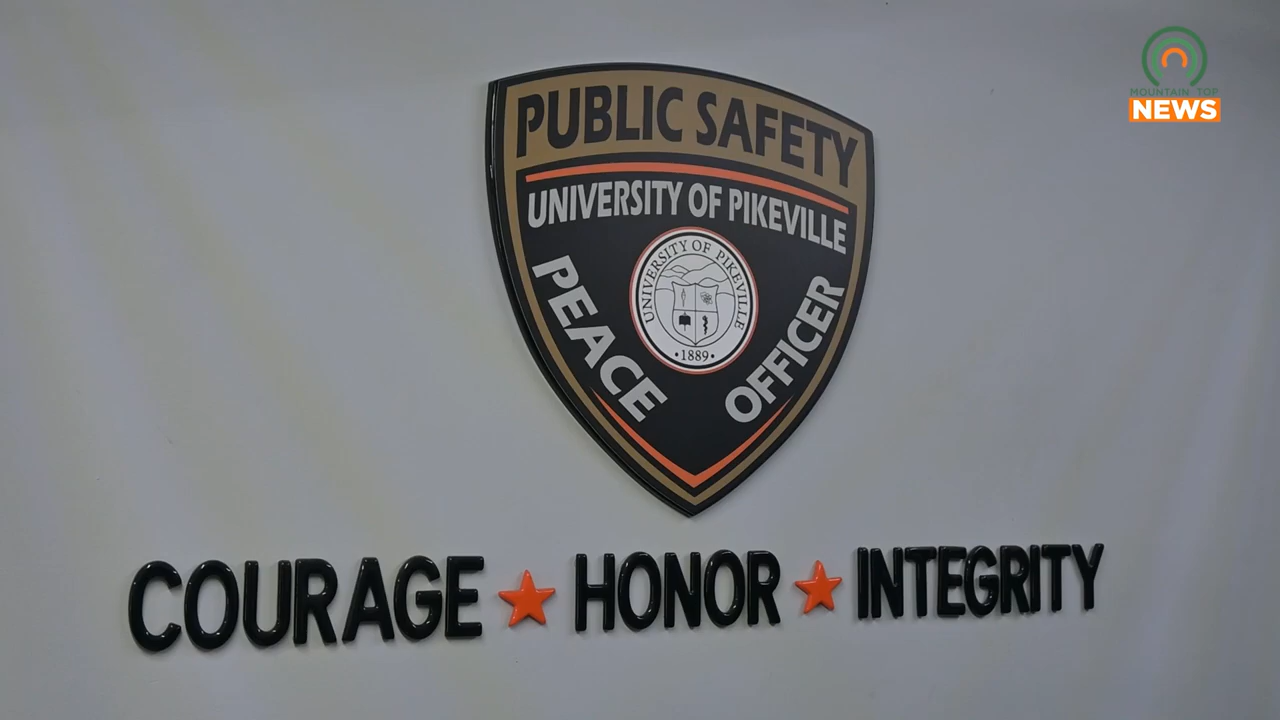 MOUNTAIN TOP
NEWS
PUBLIC SAFETY
UNIVERSITY OF PIKEVILLE
UNIVERSITY OF PIKEVILLE
•1889•
PEACE
OFFICER
COURAGE ★ HONOR ★ INTEGRITY